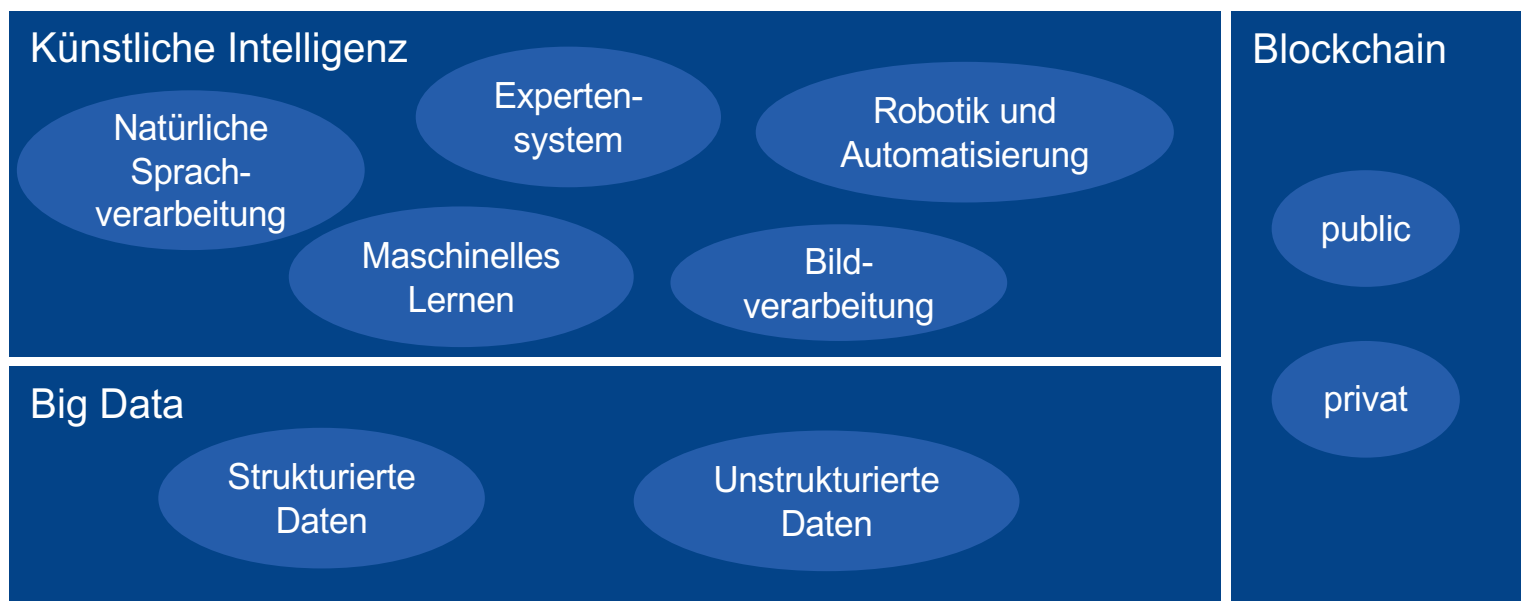 Künstliche Intelligenz
Natürliche
Sprach-
verarbeitung
Experten-
system
Robotik und
Automatisierung
Maschinelles
Lernen
Bild-
verarbeitung
Big Data
Strukturierte
Daten
Unstrukturierte
Daten
Blockchain
public
privat